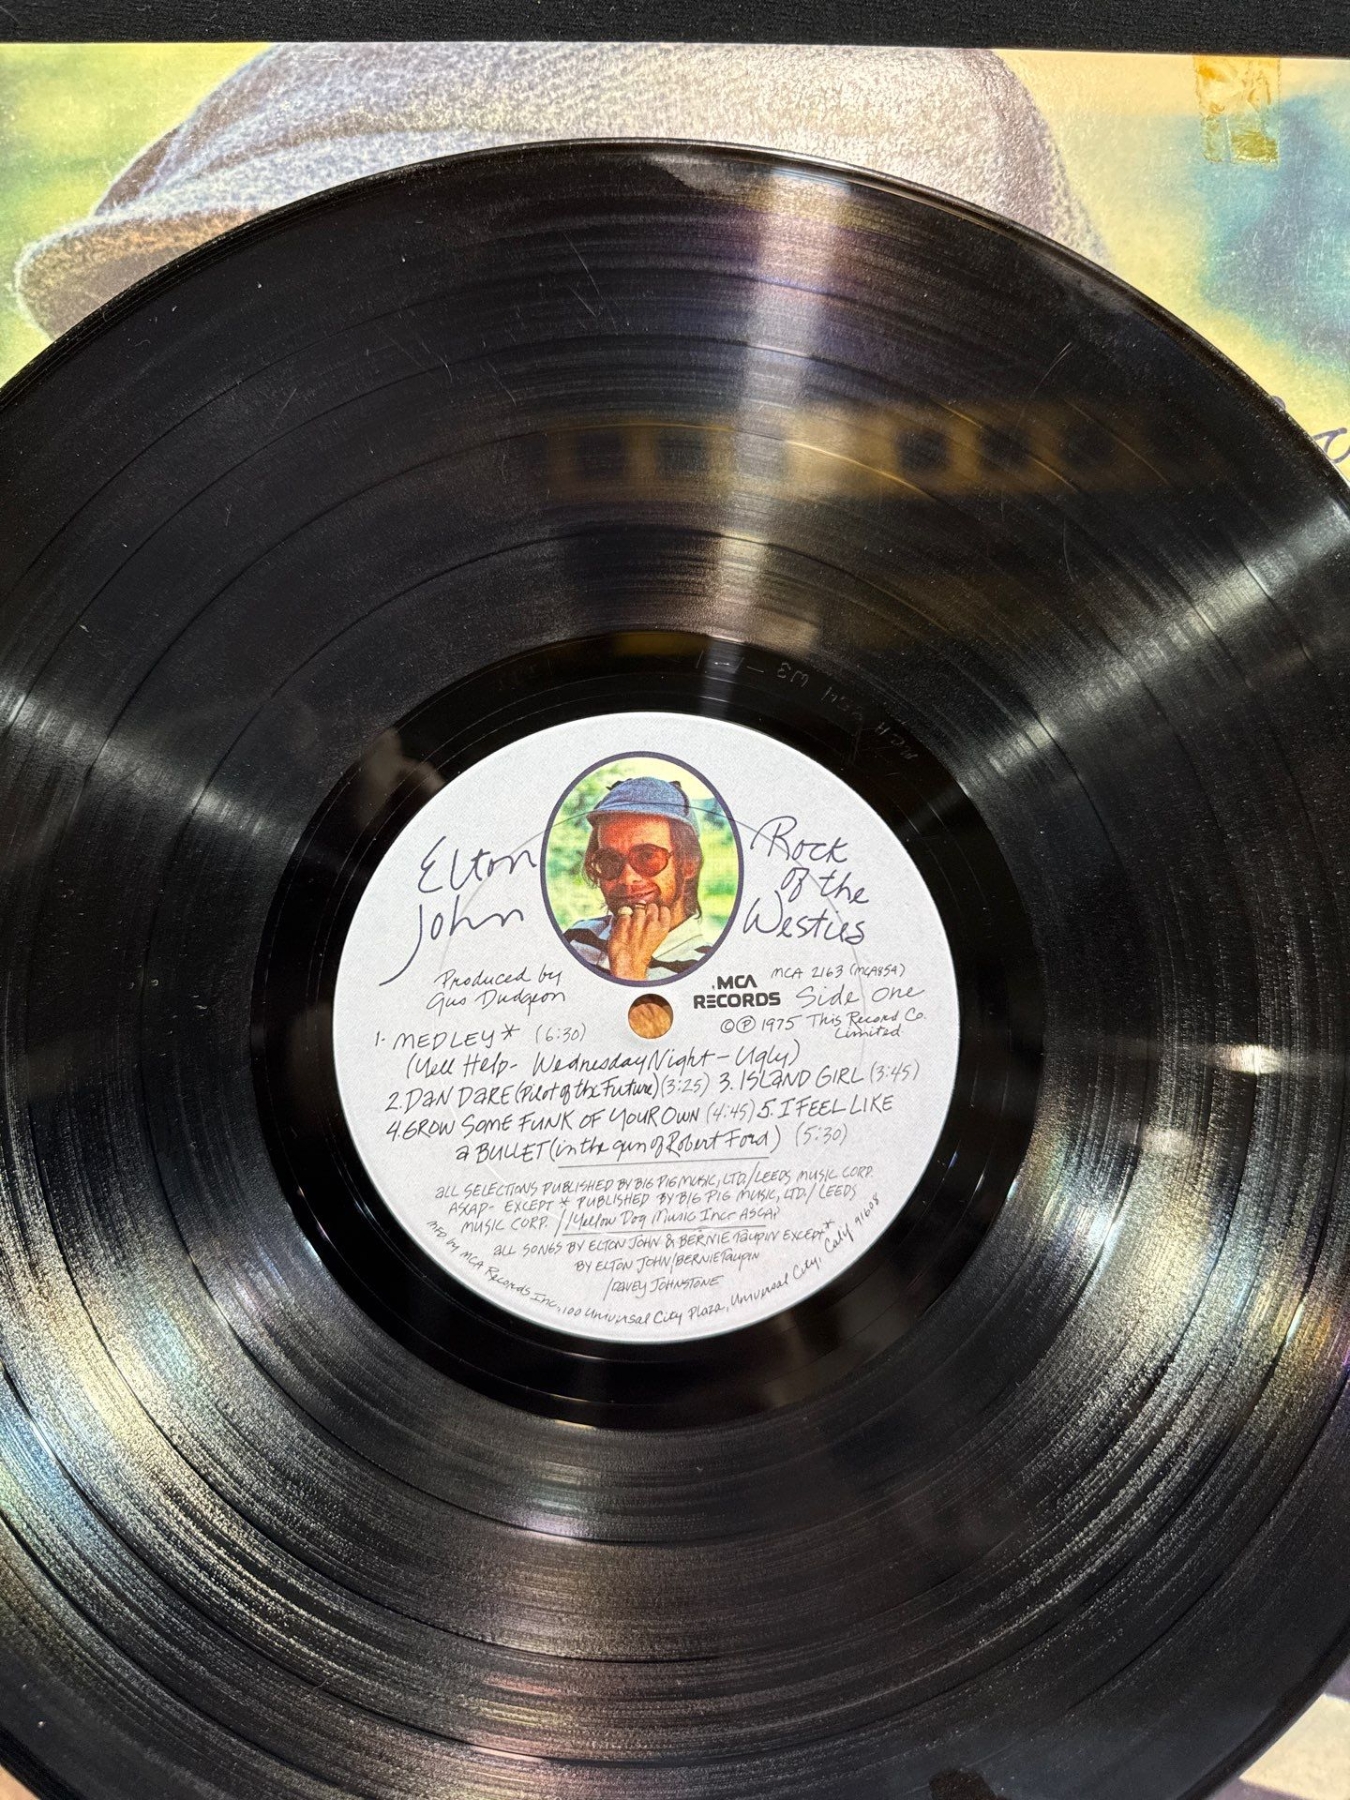 Elton
John
Rock
Of the
Westies
Produced by
Gus Dudgeon
MCA
RECORDS
MCA 2163 (MCA854)
Side One
©℗ 1975 This Record Co.
Limited
1. MEDLEY* (6:30)
(Yell Help- Wednesday Night - Ugly)
2. DAN DARE (Pilot of the Future) (3:25) 3. ISLAND GIRL (3:45)
4. GROW SOME FUNK OF YOUR OWN (4:45) 5. I FEEL LIKE
a BULLET (in the gun of Robert Ford) (5:30)
ALL SELECTIONS PUBLISHED BY BIG PIG MUSIC, LTD/LEEDS MUSIC CORP.
ASCAP- EXCEPT * PUBLISHED BY BIG PIG MUSIC, LTD/ LEEDS
MUSIC CORP. / Yellow Dog Music Inc. ASCAP
ALL SONGS BY ELTON JOHN & BERNIE TAUPIN EXCEPT *
BY ELTON JOHN/BERNIE TAUPIN
/DAVEY JOHNSTONE
MFD by MCA Records Inc., 100 Universal City Plaza, Universal City, Calif 91608